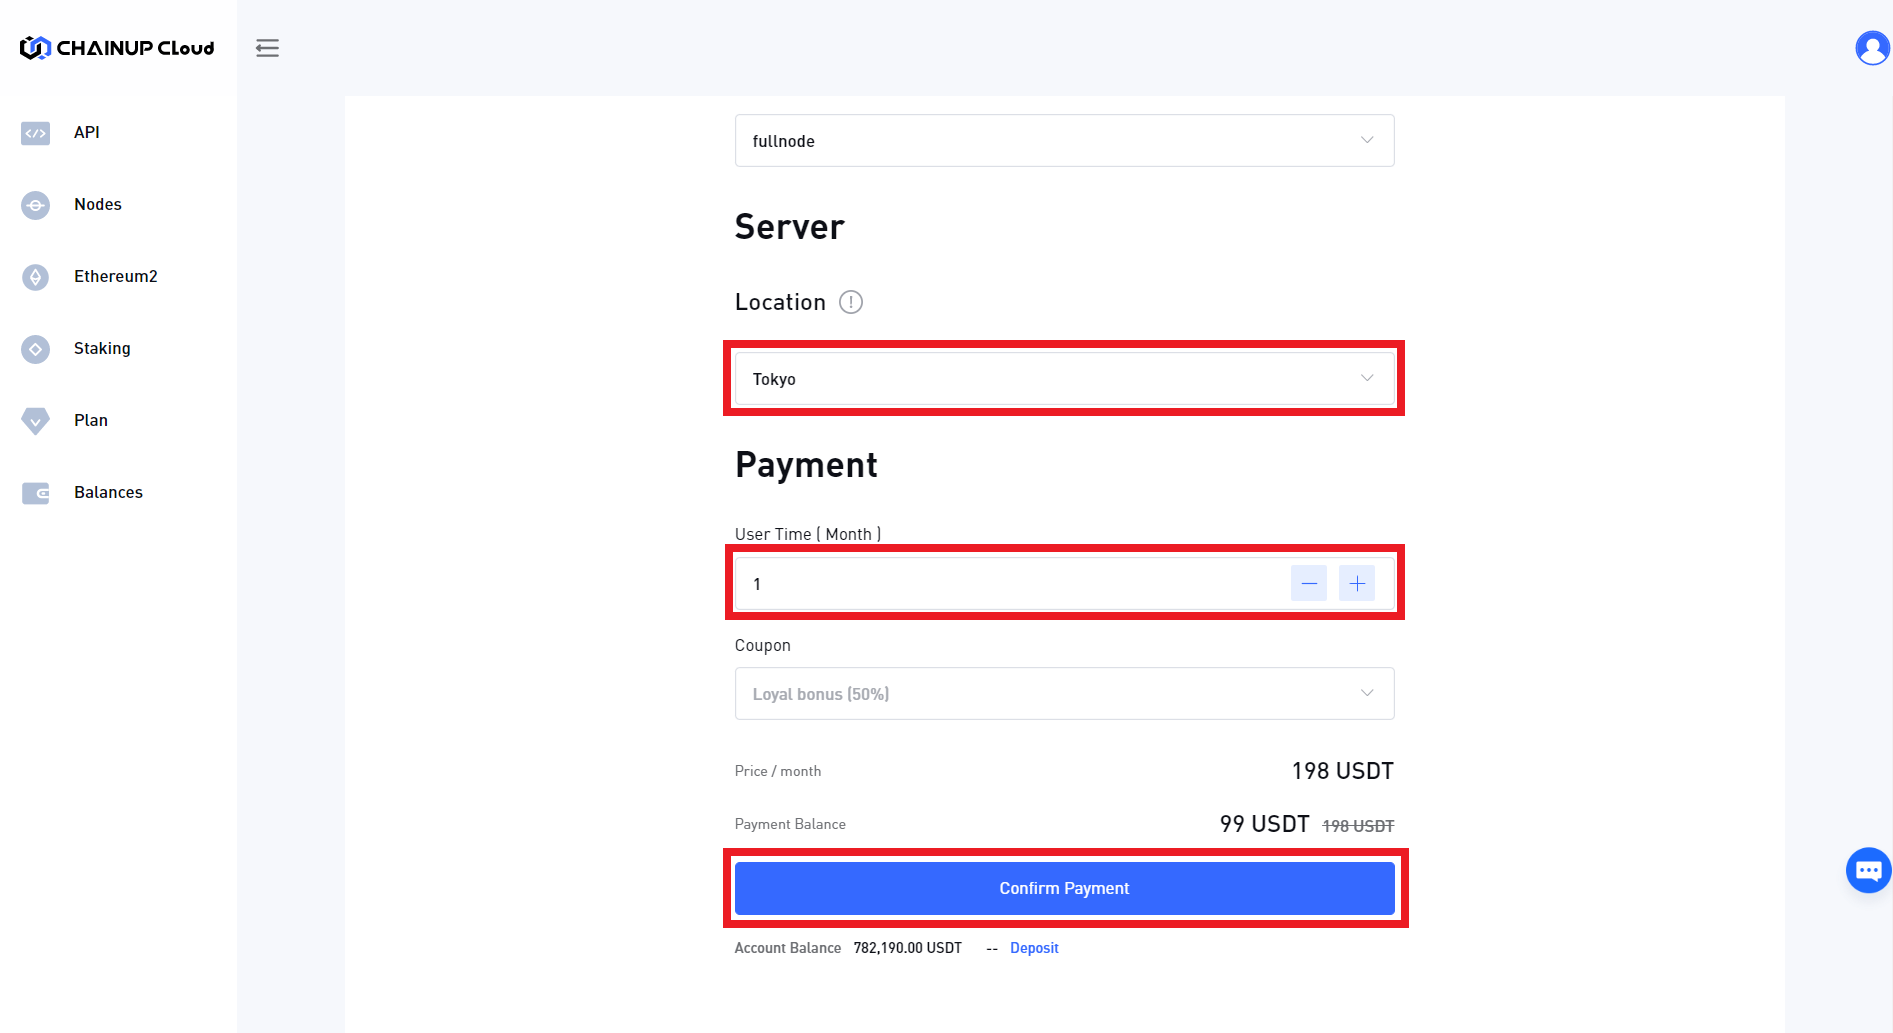 CHAINUP CLoud
API
Nodes
Ethereum2
Staking
Plan
Balances
fullnode
Server
Location
Tokyo
Payment
User Time ( Month )
1
Coupon
Loyal bonus (50%)
Price / month 198 USDT
Payment Balance 99 USDT 198 USDT
Confirm Payment
Account Balance 782,190.00 USDT -- Deposit